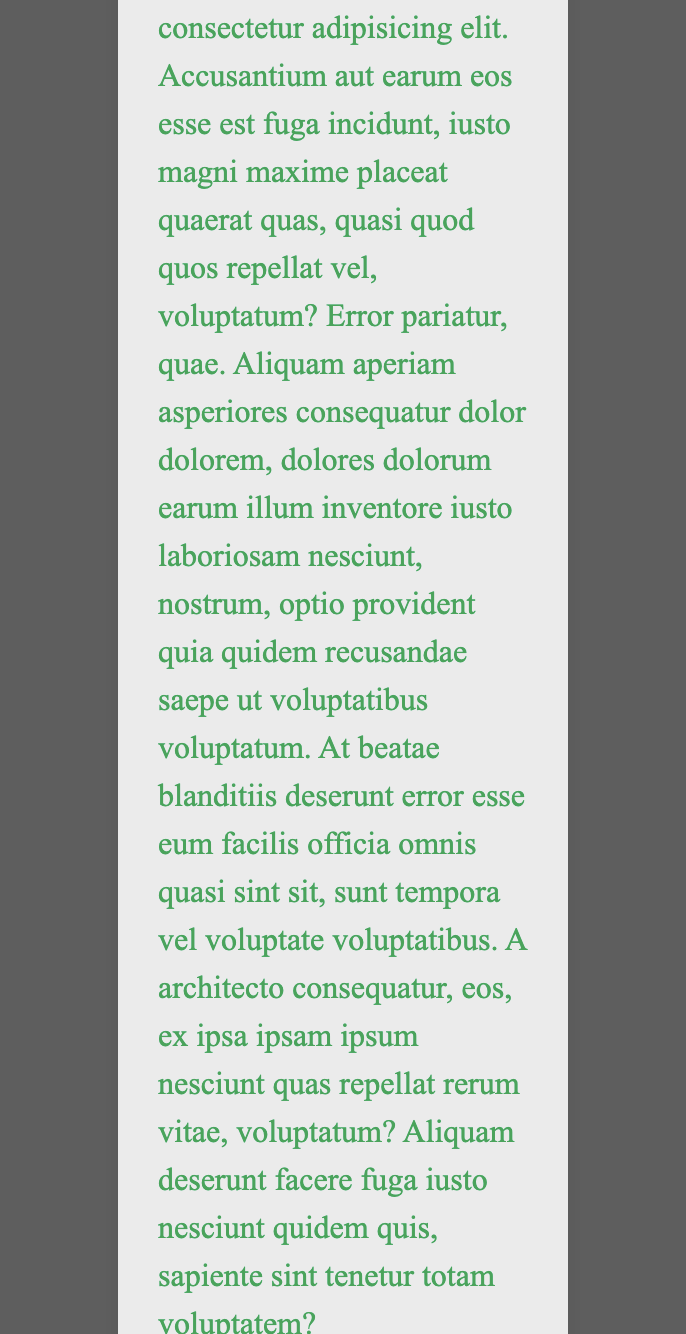 consectetur adipisicing elit.
Accusantium aut earum eos
esse est fuga incidunt, iusto
magni maxime placeat
quaerat quas, quasi quod
quos repellat vel,
voluptatum? Error pariatur,
quae. Aliquam aperiam
asperiores consequatur dolor
dolorem, dolores dolorum
earum illum inventore iusto
laboriosam nesciunt,
nostrum, optio provident
quia quidem recusandae
saepe ut voluptatibus
voluptatum. At beatae
blanditiis deserunt error esse
eum facilis officia omnis
quasi sint sit, sunt tempora
vel voluptate voluptatibus. A
architecto consequatur, eos,
ex ipsa ipsam ipsum
nesciunt quas repellat rerum
vitae, voluptatum? Aliquam
deserunt facere fuga iusto
nesciunt quidem quis,
sapiente sint tenetur totam
voluptatem?